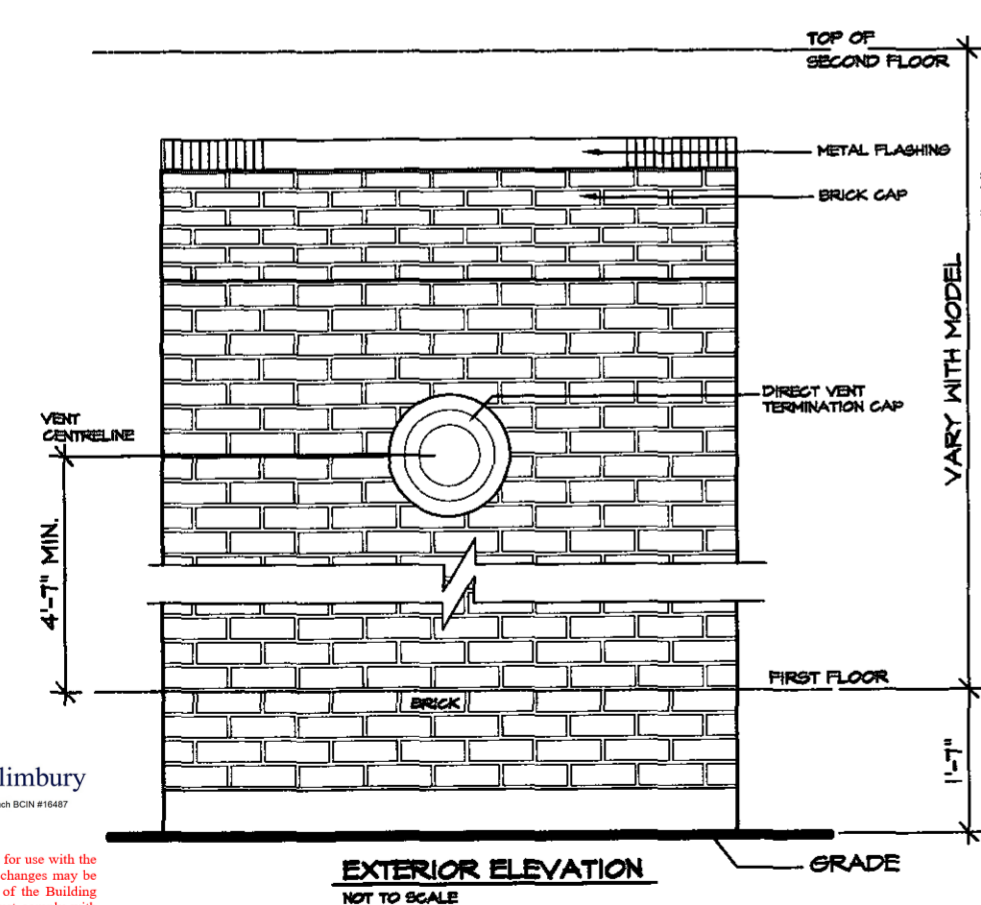 TOP OF
SECOND FLOOR
METAL FLASHING
BRICK CAP
VARY WITH MODEL
DIRECT VENT
TERMINATION CAP
VENT
CENTRELINE
4'-7" MIN.
FIRST FLOOR
BRICK
1'-7"
limbury
ch BCIN #16487
for use with the
changes may be
of the Building
GRADE
EXTERIOR ELEVATION
NOT TO SCALE